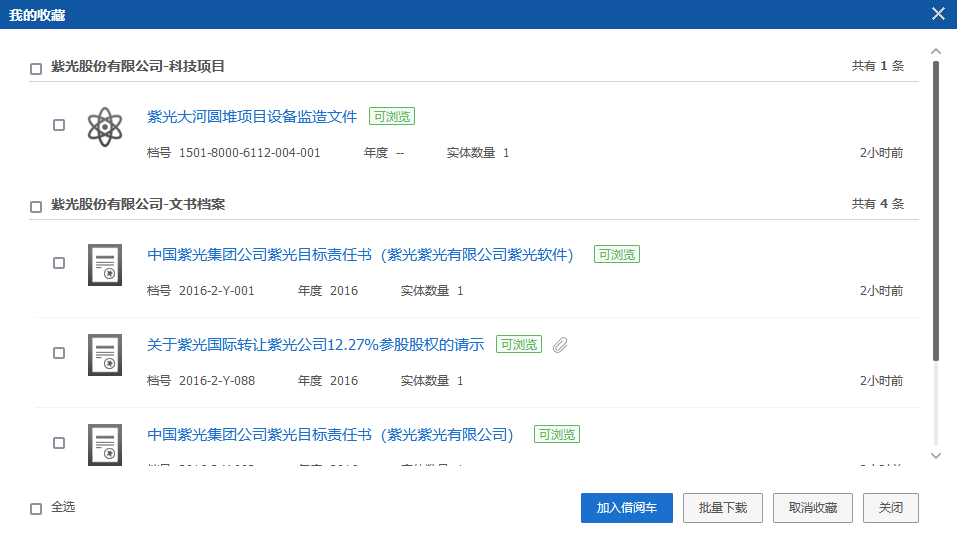 我的收藏
紫光股份有限公司-科技项目 共有 1 条
紫光大河圆堆项目设备监造文件 可浏览
档号 1501-8000-6112-004-001 年度 -- 实体数量 1 2小时前
紫光股份有限公司-文书档案 共有 4 条
中国紫光集团公司紫光目标责任书（紫光紫光有限公司紫光软件） 可浏览
档号 2016-2-Y-001 年度 2016 实体数量 1 2小时前
关于紫光国际转让紫光公司12.27%参股股权的请示 可浏览
档号 2016-2-Y-088 年度 2016 实体数量 1 2小时前
中国紫光集团公司紫光目标责任书（紫光紫光有限公司） 可浏览
全选 加入借阅车 批量下载 取消收藏 关闭